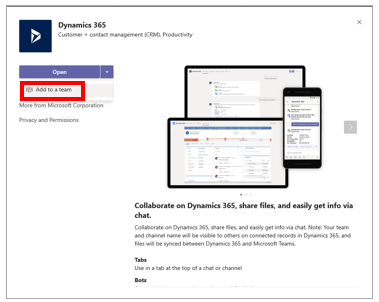 Dynamics 365
Customer + contact management (CRM), Productivity
Open
Add to a team
More from Microsoft Corporation
Privacy and Permissions
Collaborate on Dynamics 365, share files, and easily get info via
chat.
Collaborate on Dynamics 365, share files, and easily get info via chat. Note: Your team
and channel name will be visible to others on connected records in Dynamics 365, and
files will be synced between Dynamics 365 and Microsoft Teams.
Tabs
Use in a tab at the top of a chat or channel
Bots